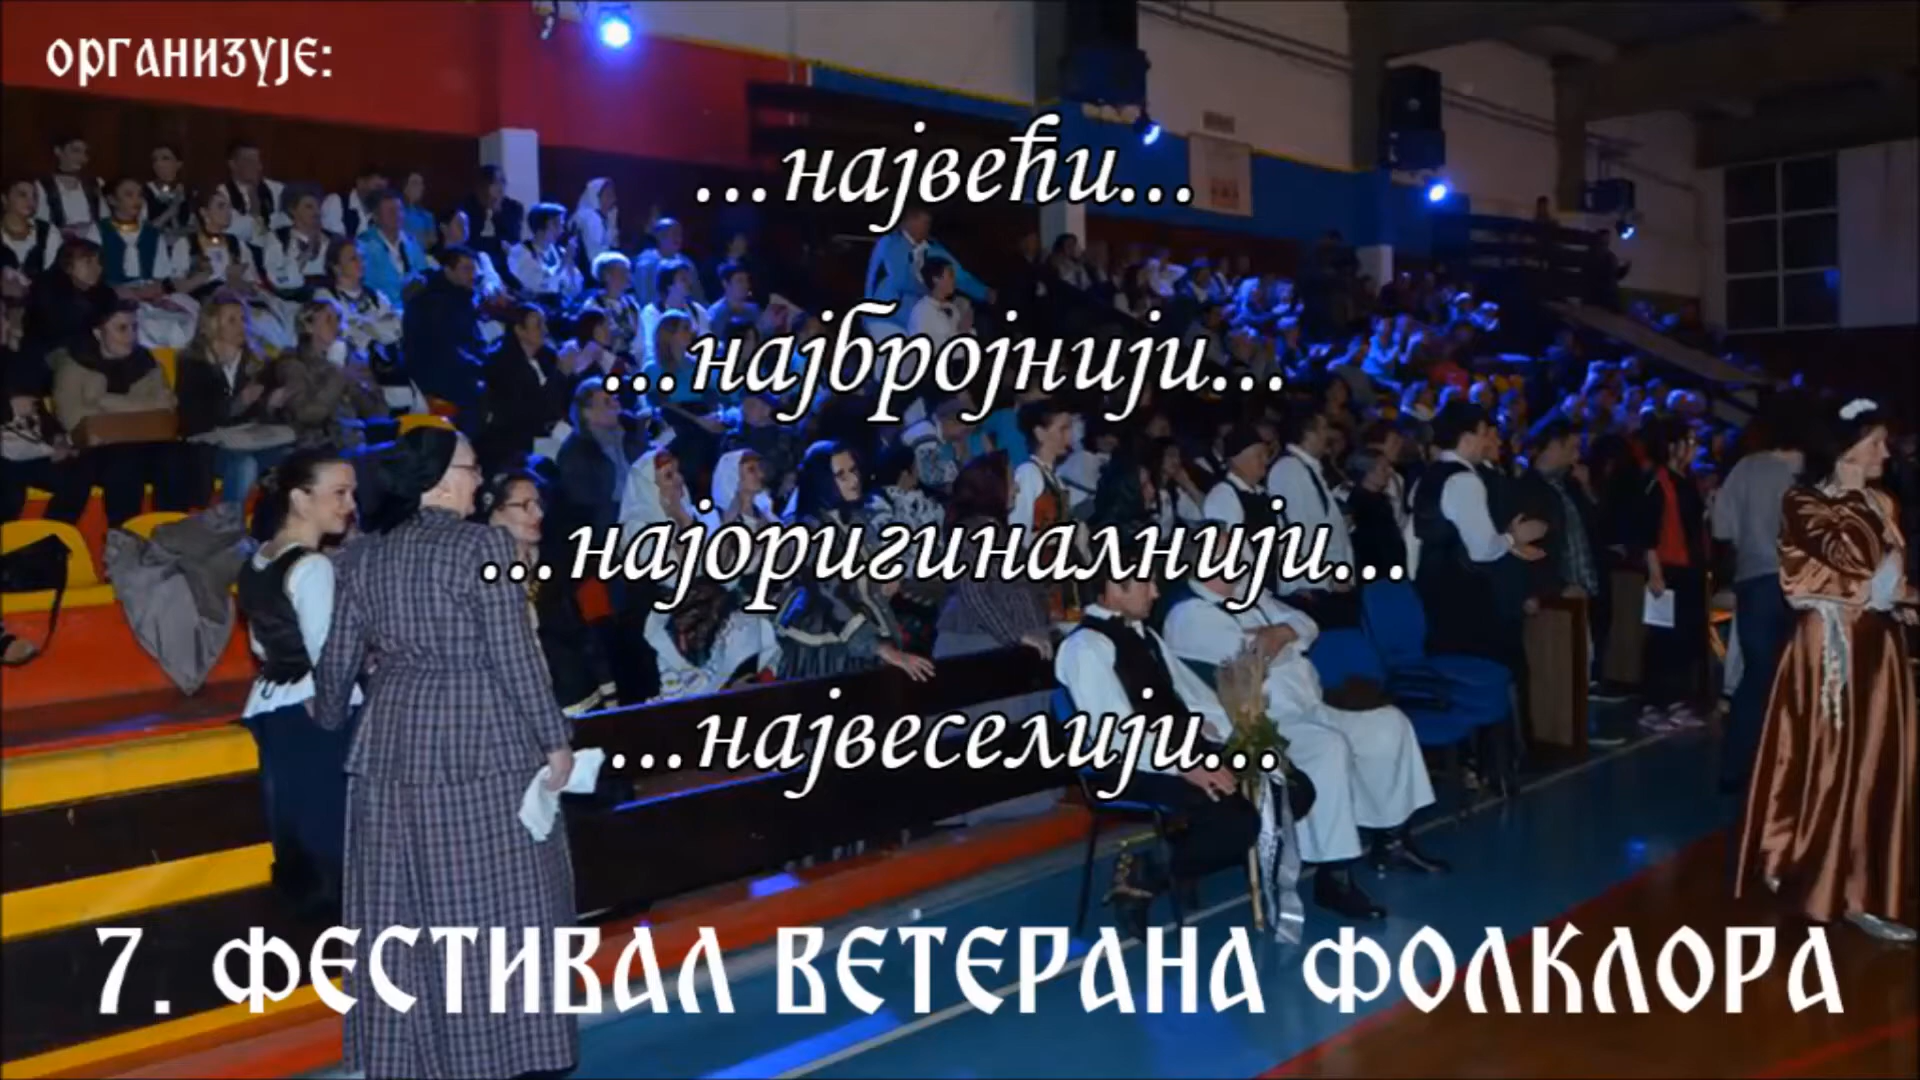 организује:
...највећи...
...најбројнији...
...најоригиналнији...
...највеселији...
7. ФЕСТИВАЛ ВЕТЕРАНА ФОЛКЛОРА